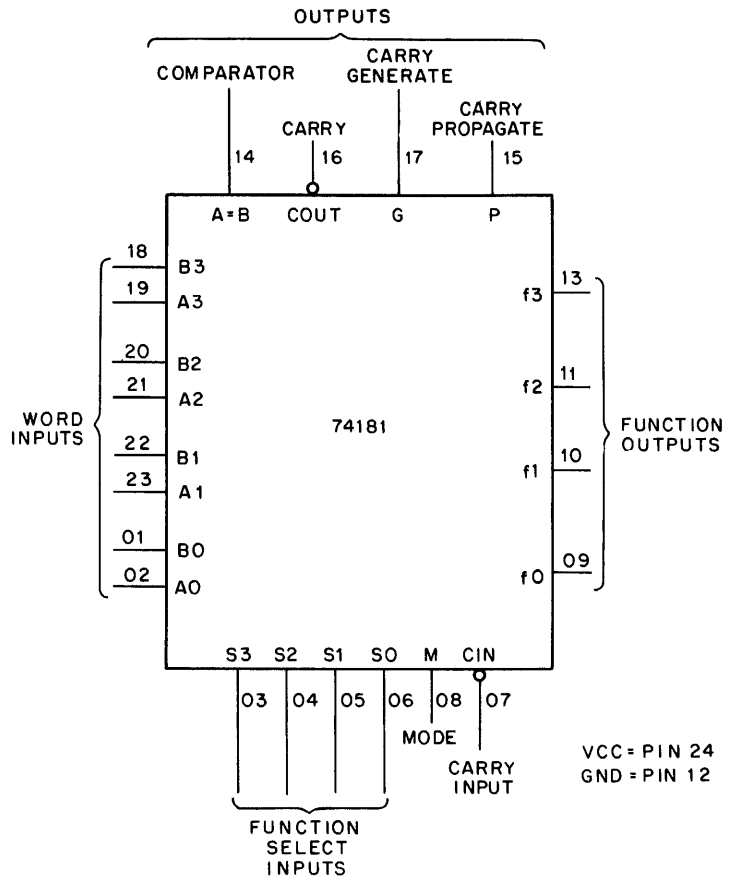 OUTPUTS
COMPARATOR
CARRY
GENERATE
CARRY
CARRY
PROPAGATE
14
16
17
15
A=B
COUT
G
P
18
B3
19
A3
20
B2
21
A2
WORD
INPUTS
22
B1
23
A1
01
B0
02
A0
74181
13
f3
11
f2
10
f1
09
f0
FUNCTION
OUTPUTS
S3
S2
S1
S0
M
CIN
03
04
05
06
08
07
MODE
CARRY
INPUT
FUNCTION
SELECT
INPUTS
VCC = PIN 24
GND = PIN 12